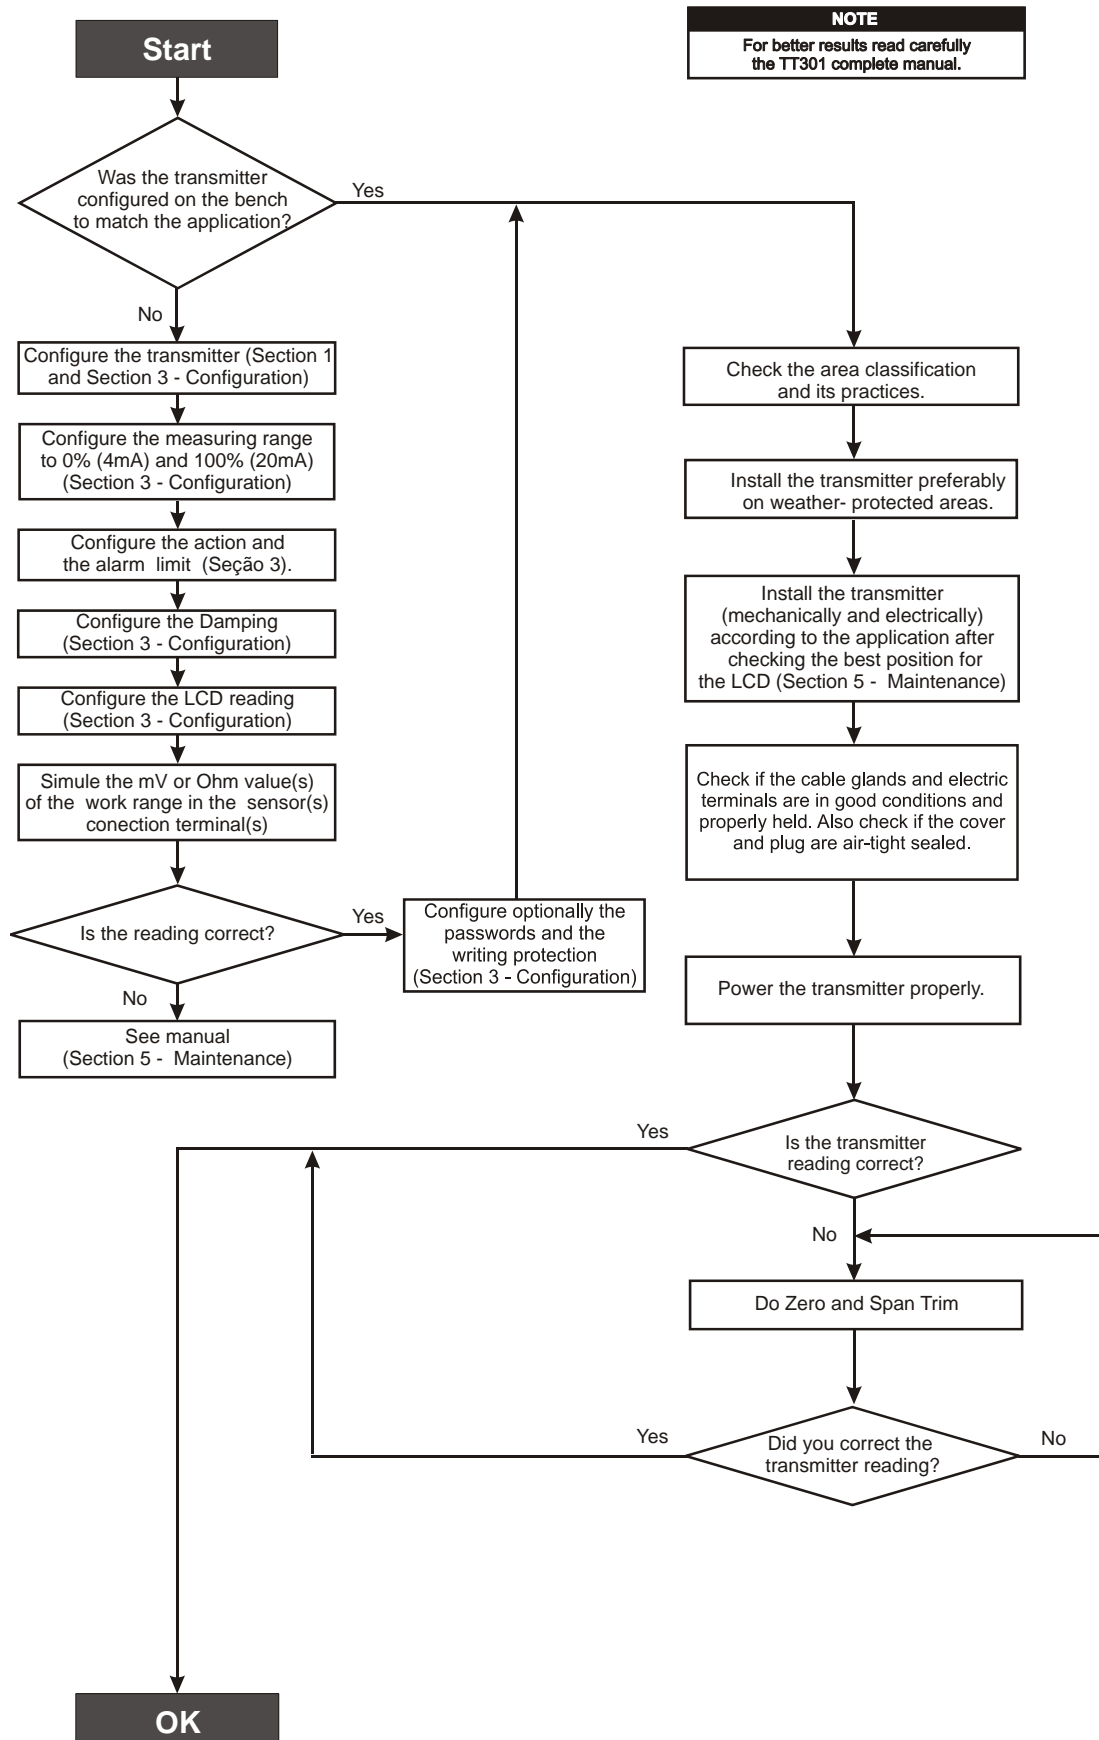 Start
NOTE
For better results read carefully
the TT301 complete manual.
Was the transmitter
configured on the bench
to match the application?
Yes
No
Configure the transmitter (Section 1
and Section 3 - Configuration)
Configure the measuring range
to 0% (4mA) and 100% (20mA)
(Section 3 - Configuration)
Configure the action and
the alarm limit (Seção 3).
Configure the Damping
(Section 3 - Configuration)
Configure the LCD reading
(Section 3 - Configuration)
Simule the mV or Ohm value(s)
of the work range in the sensor(s)
conection terminal(s)
Is the reading correct?
Yes
Configure optionally the
passwords and the
writing protection
(Section 3 - Configuration)
No
See manual
(Section 5 - Maintenance)
Check the area classification
and its practices.
Install the transmitter preferably
on weather- protected areas.
Install the transmitter
(mechanically and electrically)
according to the application after
checking the best position for
the LCD (Section 5 - Maintenance)
Check if the cable glands and electric
terminals are in good conditions and
properly held. Also check if the cover
and plug are air-tight sealed.
Power the transmitter properly.
Is the transmitter
reading correct?
Yes
No
Do Zero and Span Trim
Did you correct the
transmitter reading?
Yes
No
OK